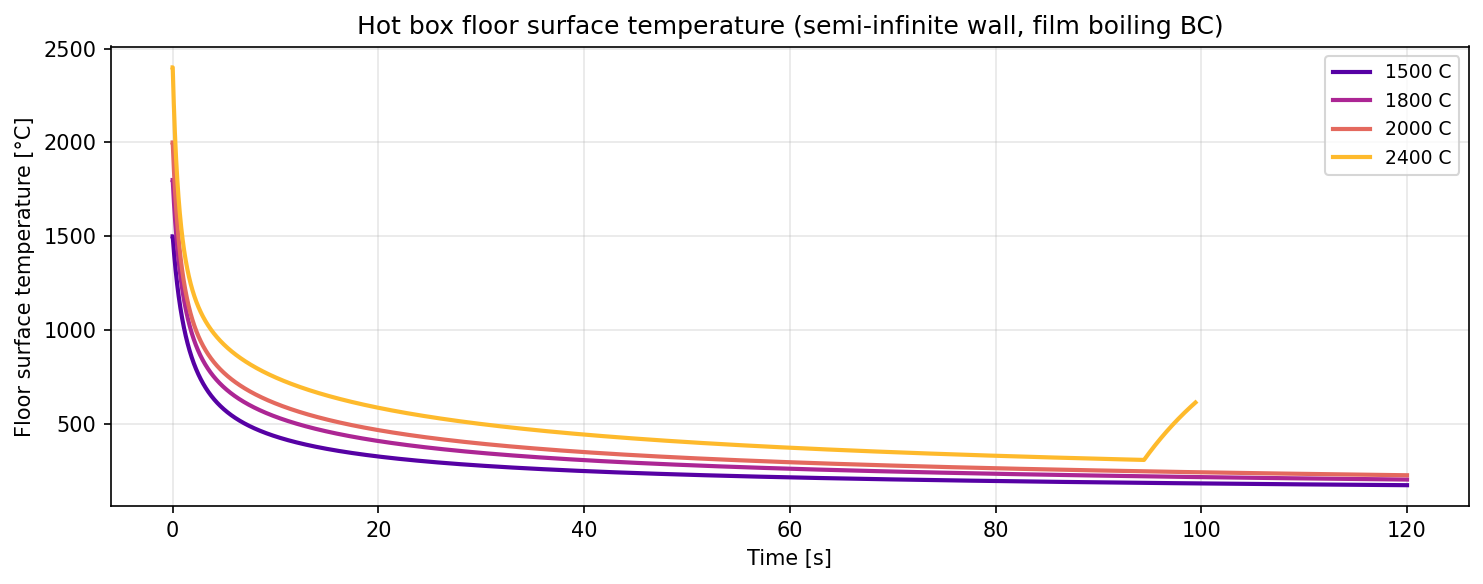 Hot box floor surface temperature (semi-infinite wall, film boiling BC)
Floor surface temperature [°C]
2500
2000
1500
1000
500
1500 C
1800 C
2000 C
2400 C
0
20
40
60
80
100
120
Time [s]